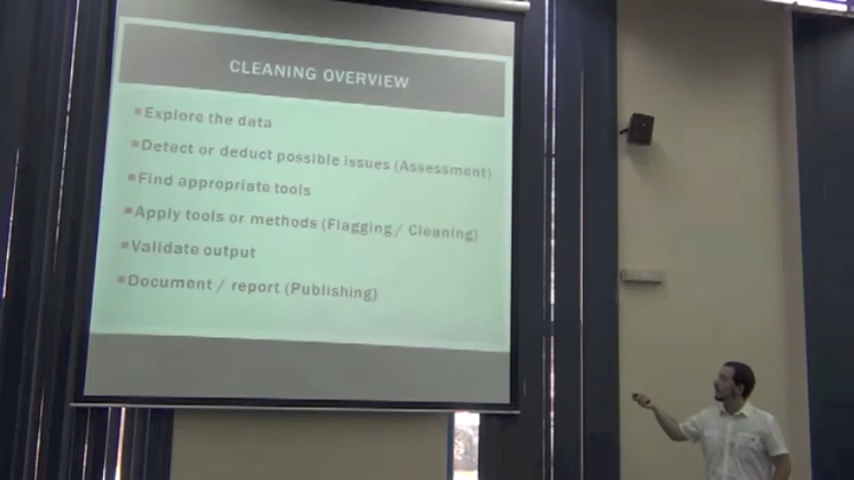 CLEANING OVERVIEW
Explore the data
Detect or deduct possible issues (Assessment)
Find appropriate tools
Apply tools or methods (Flagging / Cleaning)
Validate output
Document / report (Publishing)